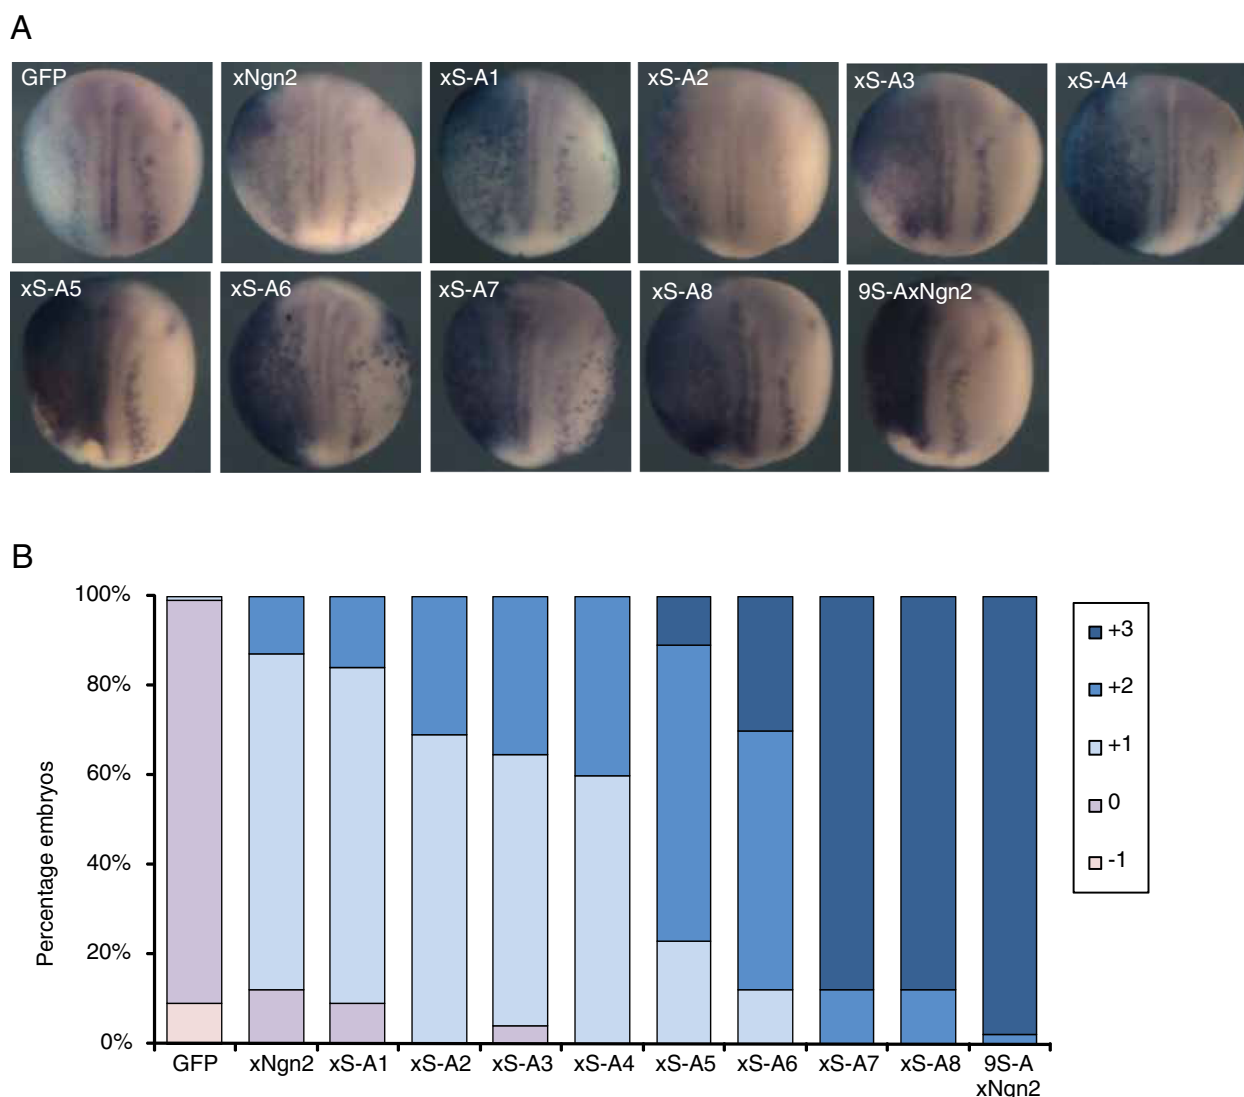 A
GFP
xNgn2
xS-A1
xS-A2
xS-A3
xS-A4
xS-A5
xS-A6
xS-A7
xS-A8
9S-AxNgn2
B
100%
80%
60%
40%
20%
0%
Percentage embryos
GFP
xNgn2
xS-A1
xS-A2
xS-A3
xS-A4
xS-A5
xS-A6
xS-A7
xS-A8
9S-A
xNgn2
+3
+2
+1
0
-1